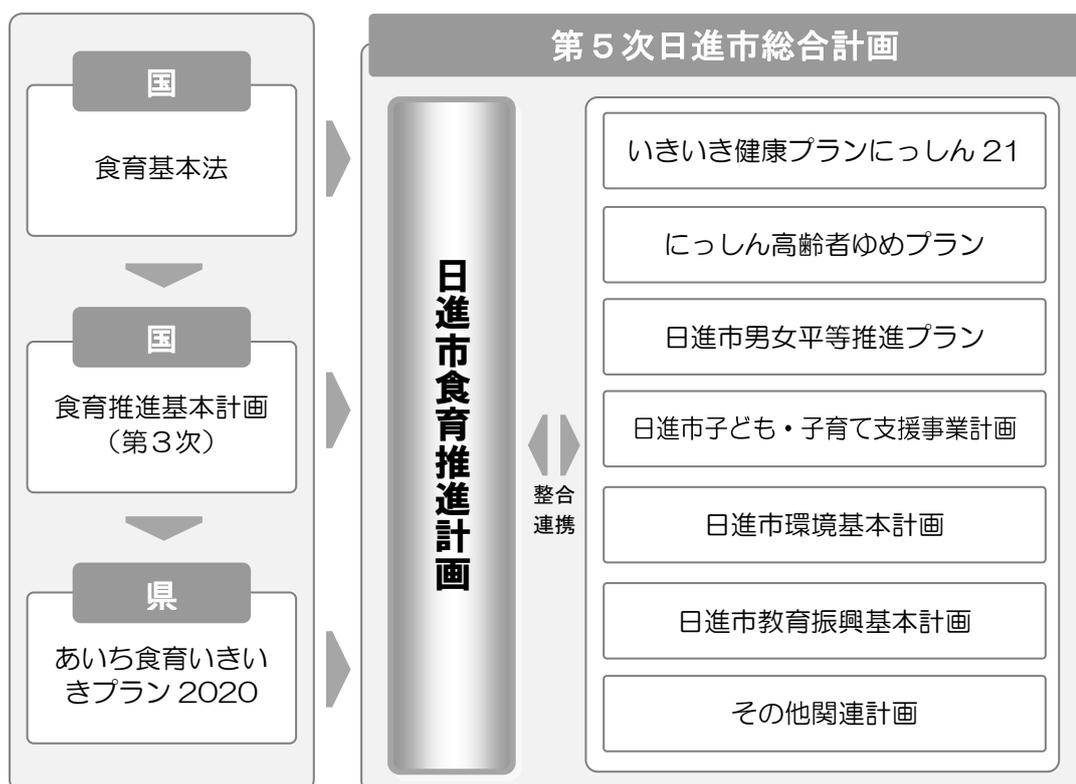 国
食育基本法
国
食育推進基本計画
（第３次）
県
あいち食育いきい
きプラン 2020
第５次日進市総合計画
日進市食育推進計画
整合
連携
いきいき健康プランにっしん 21
にっしん高齢者ゆめプラン
日進市男女平等推進プラン
日進市子ども・子育て支援事業計画
日進市環境基本計画
日進市教育振興基本計画
その他関連計画